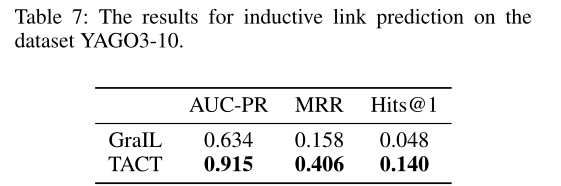 Table 7: The results for inductive link prediction on the
dataset YAGO3-10.
AUC-PR MRR Hits@1
GraIL 0.634 0.158 0.048
TACT 0.915 0.406 0.140